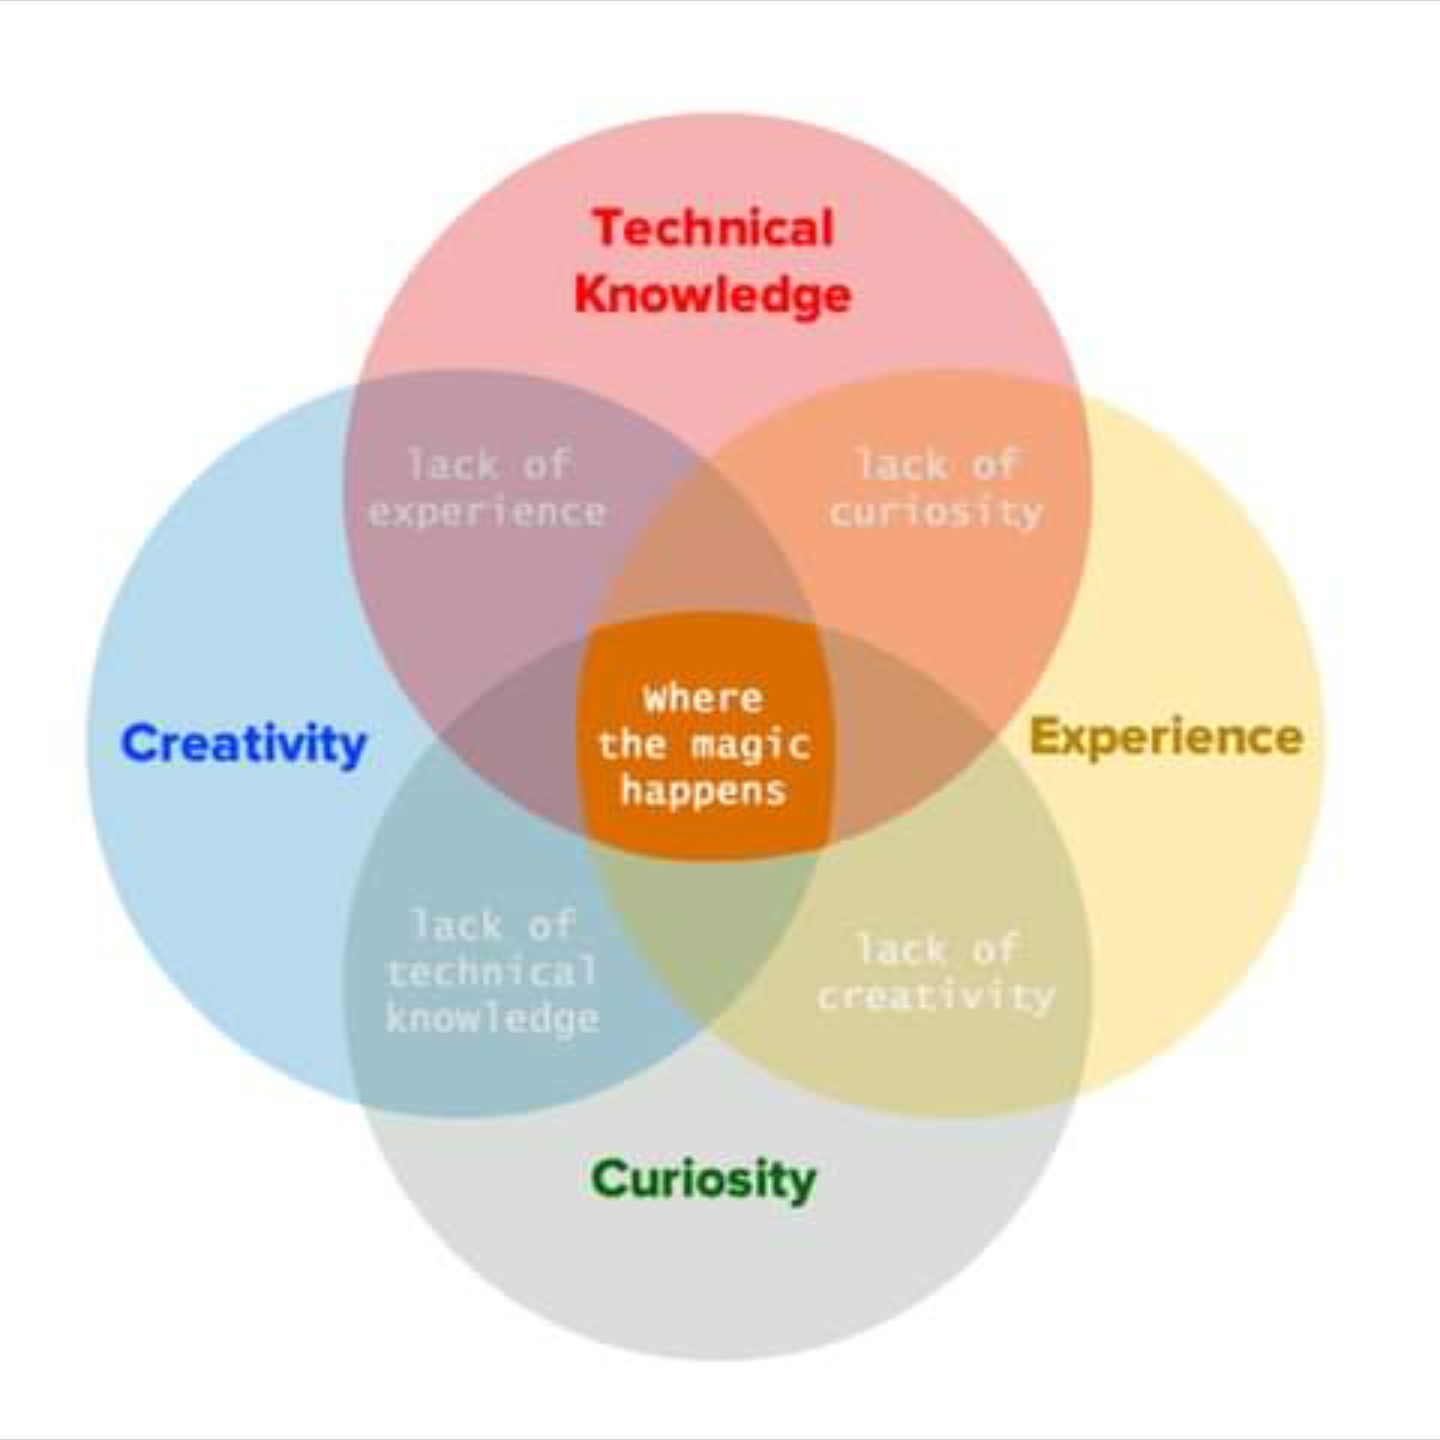 Technical
Knowledge
lack of
experience
lack of
curiosity
Creativity
Where
the magic
happens
Experience
lack of
technical
knowledge
lack of
creativity
Curiosity